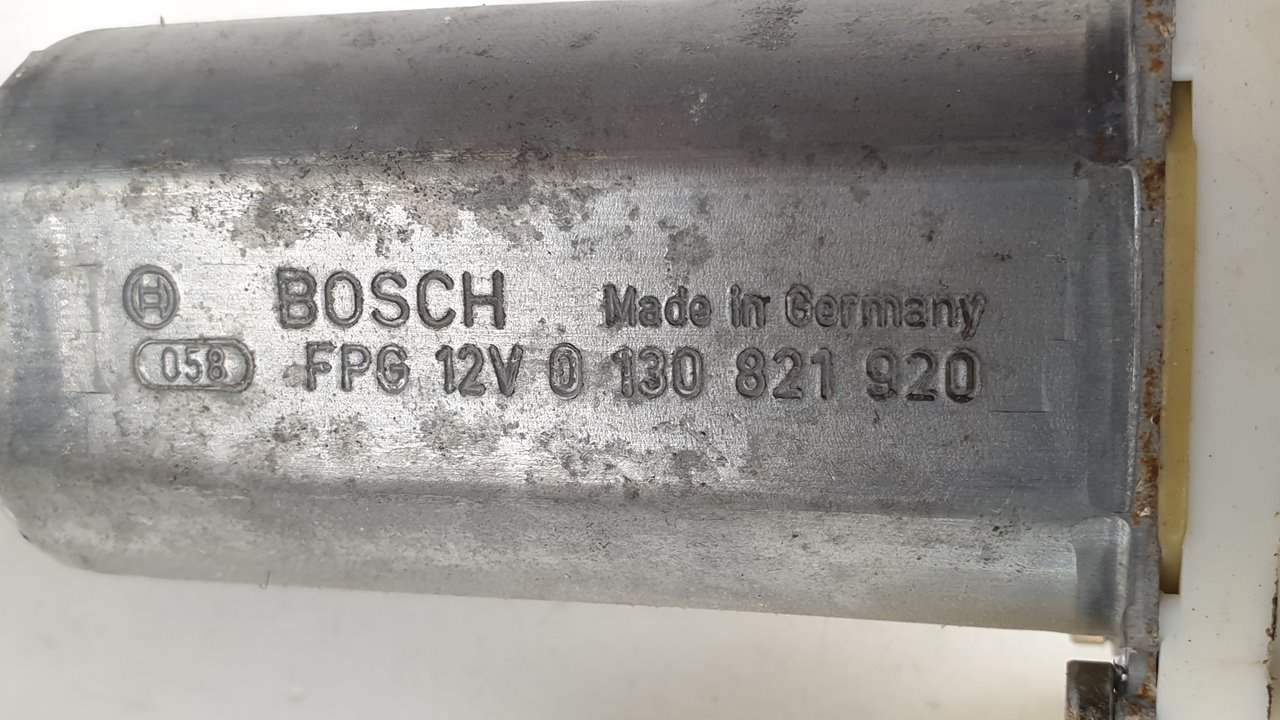 BOSCH Made in Germany
058 FPG 12V 0 130 821 920